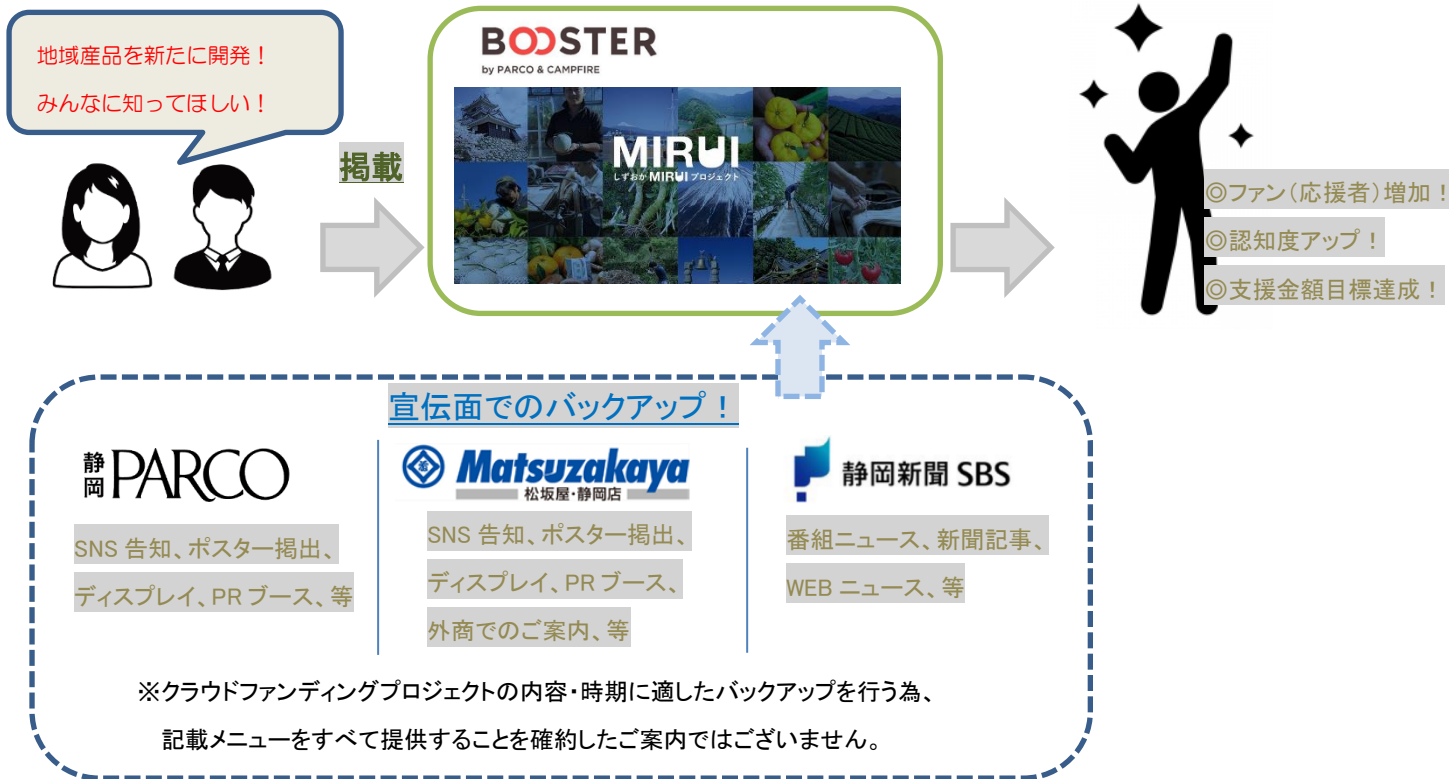 地域産品を新たに開発！
みんなに知ってほしい！
掲載
BOOSTER
by PARCO & CAMPFIRE
MIRUI
しずおかMIRUIプロジェクト
◎ファン(応援者)増加！
◎認知度アップ！
◎支援金額目標達成！
宣伝面でのバックアップ！
静岡 PARCO
SNS 告知、ポスター掲出、
ディスプレイ、PR ブース、等
Matsuzakaya
松坂屋・静岡店
SNS 告知、ポスター掲出、
ディスプレイ、PR ブース、
外商でのご案内、等
静岡新聞 SBS
番組ニュース、新聞記事、
WEB ニュース、等
※クラウドファンディングプロジェクトの内容・時期に適したバックアップを行う為、
記載メニューをすべて提供することを確約したご案内ではございません。